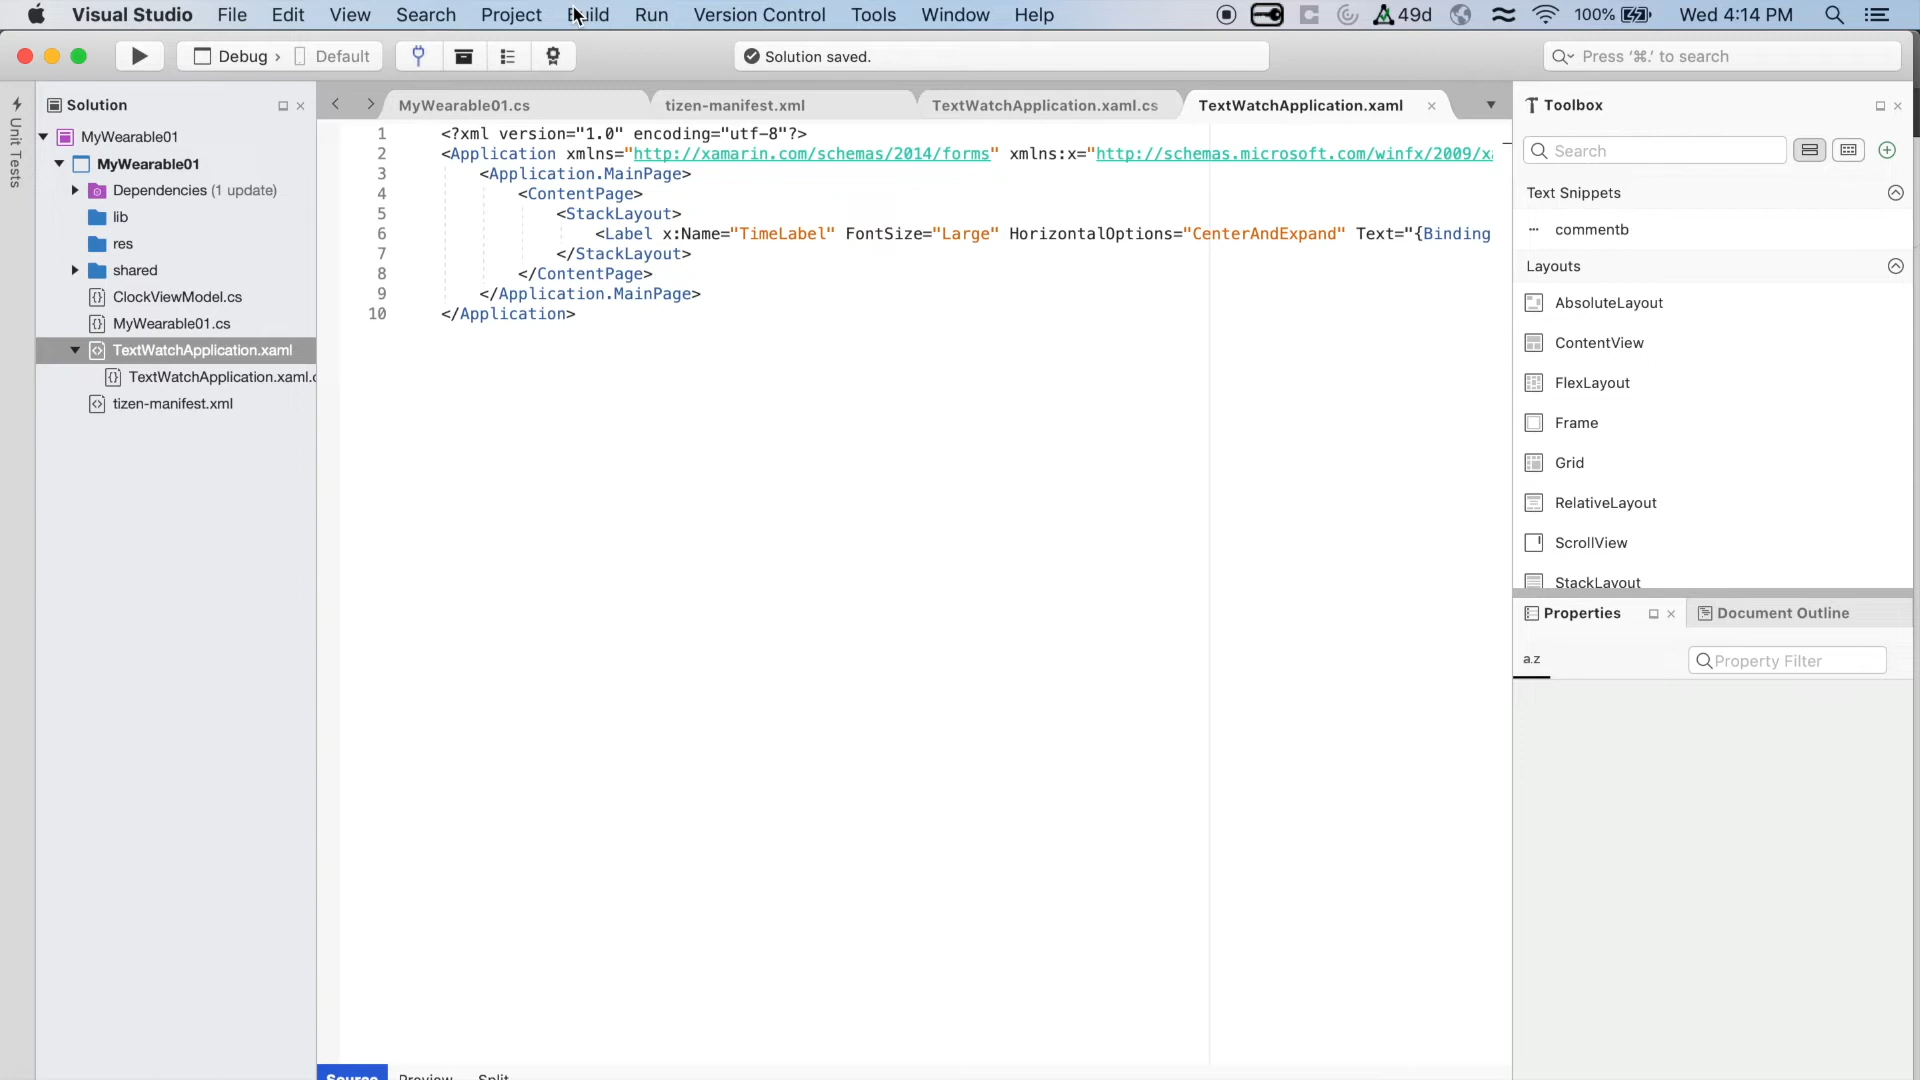 Visual Studio File Edit View Search Project Build Run Version Control Tools Window Help 49d 100% Wed 4:14 PM
Debug › Default Solution saved. Press '⌘.' to search
Unit Tests
Solution
MyWearable01
MyWearable01
Dependencies (1 update)
lib
res
shared
ClockViewModel.cs
MyWearable01.cs
TextWatchApplication.xaml
TextWatchApplication.xaml.c
tizen-manifest.xml
MyWearable01.cs tizen-manifest.xml TextWatchApplication.xaml.cs TextWatchApplication.xaml
1 <?xml version="1.0" encoding="utf-8"?>
2 <Application xmlns="http://xamarin.com/schemas/2014/forms" xmlns:x="http://schemas.microsoft.com/winfx/2009/xa
3 <Application.MainPage>
4 <ContentPage>
5 <StackLayout>
6 <Label x:Name="TimeLabel" FontSize="Large" HorizontalOptions="CenterAndExpand" Text="{Binding
7 </StackLayout>
8 </ContentPage>
9 </Application.MainPage>
10 </Application>
Source Preview Split
Toolbox
Search
Text Snippets
commentb
Layouts
AbsoluteLayout
ContentView
FlexLayout
Frame
Grid
RelativeLayout
ScrollView
StackLayout
Properties Document Outline
a.z Property Filter